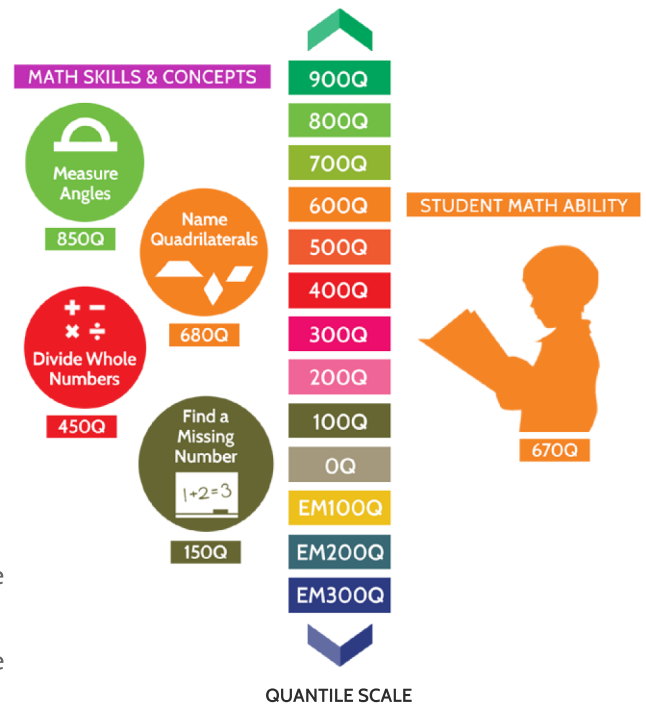 MATH SKILLS & CONCEPTS
Measure
Angles
850Q
Name
Quadrilaterals
680Q
Divide Whole
Numbers
450Q
Find a
Missing
Number
1+2=3
150Q
900Q
800Q
700Q
600Q
500Q
400Q
300Q
200Q
100Q
0Q
EM100Q
EM200Q
EM300Q
STUDENT MATH ABILITY
670Q
e
e
QUANTILE SCALE